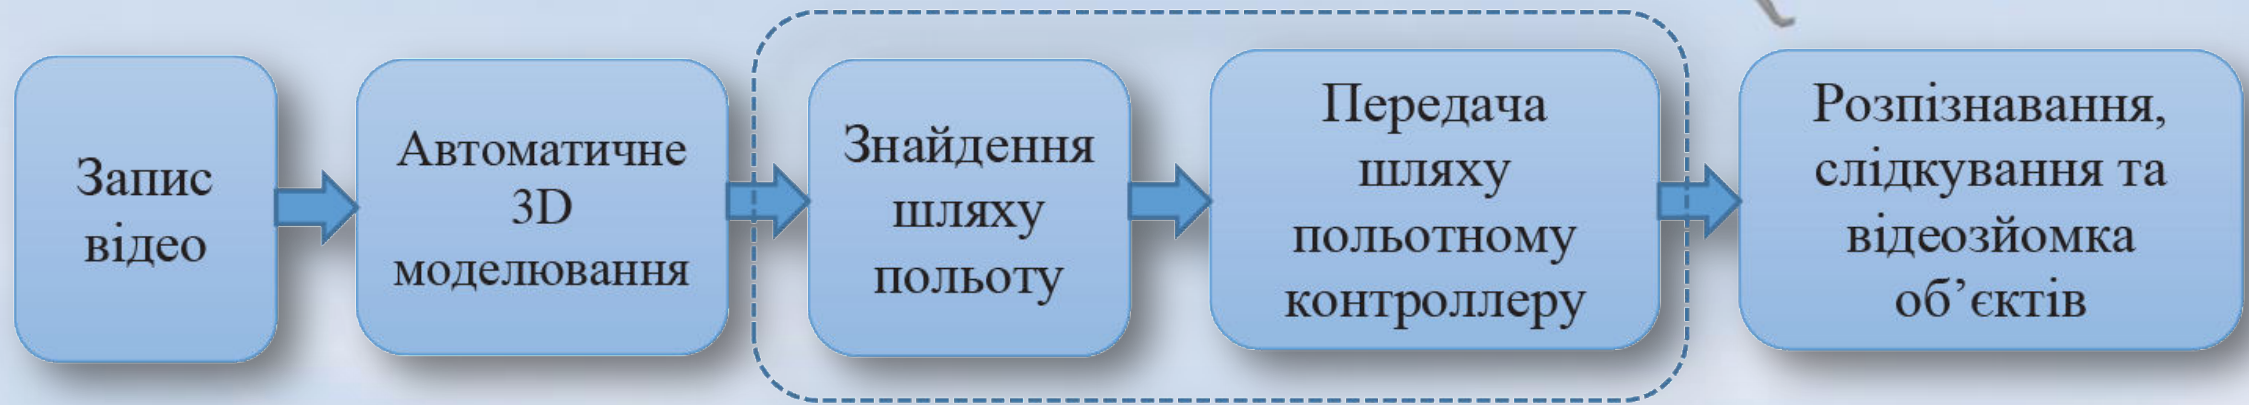 Запис
відео
Автоматичне
3D
моделювання
Знайдення
шляху
польоту
Передача
шляху
польотному
контроллеру
Розпізнавання,
слідкування та
відеозйомка
об’єктів